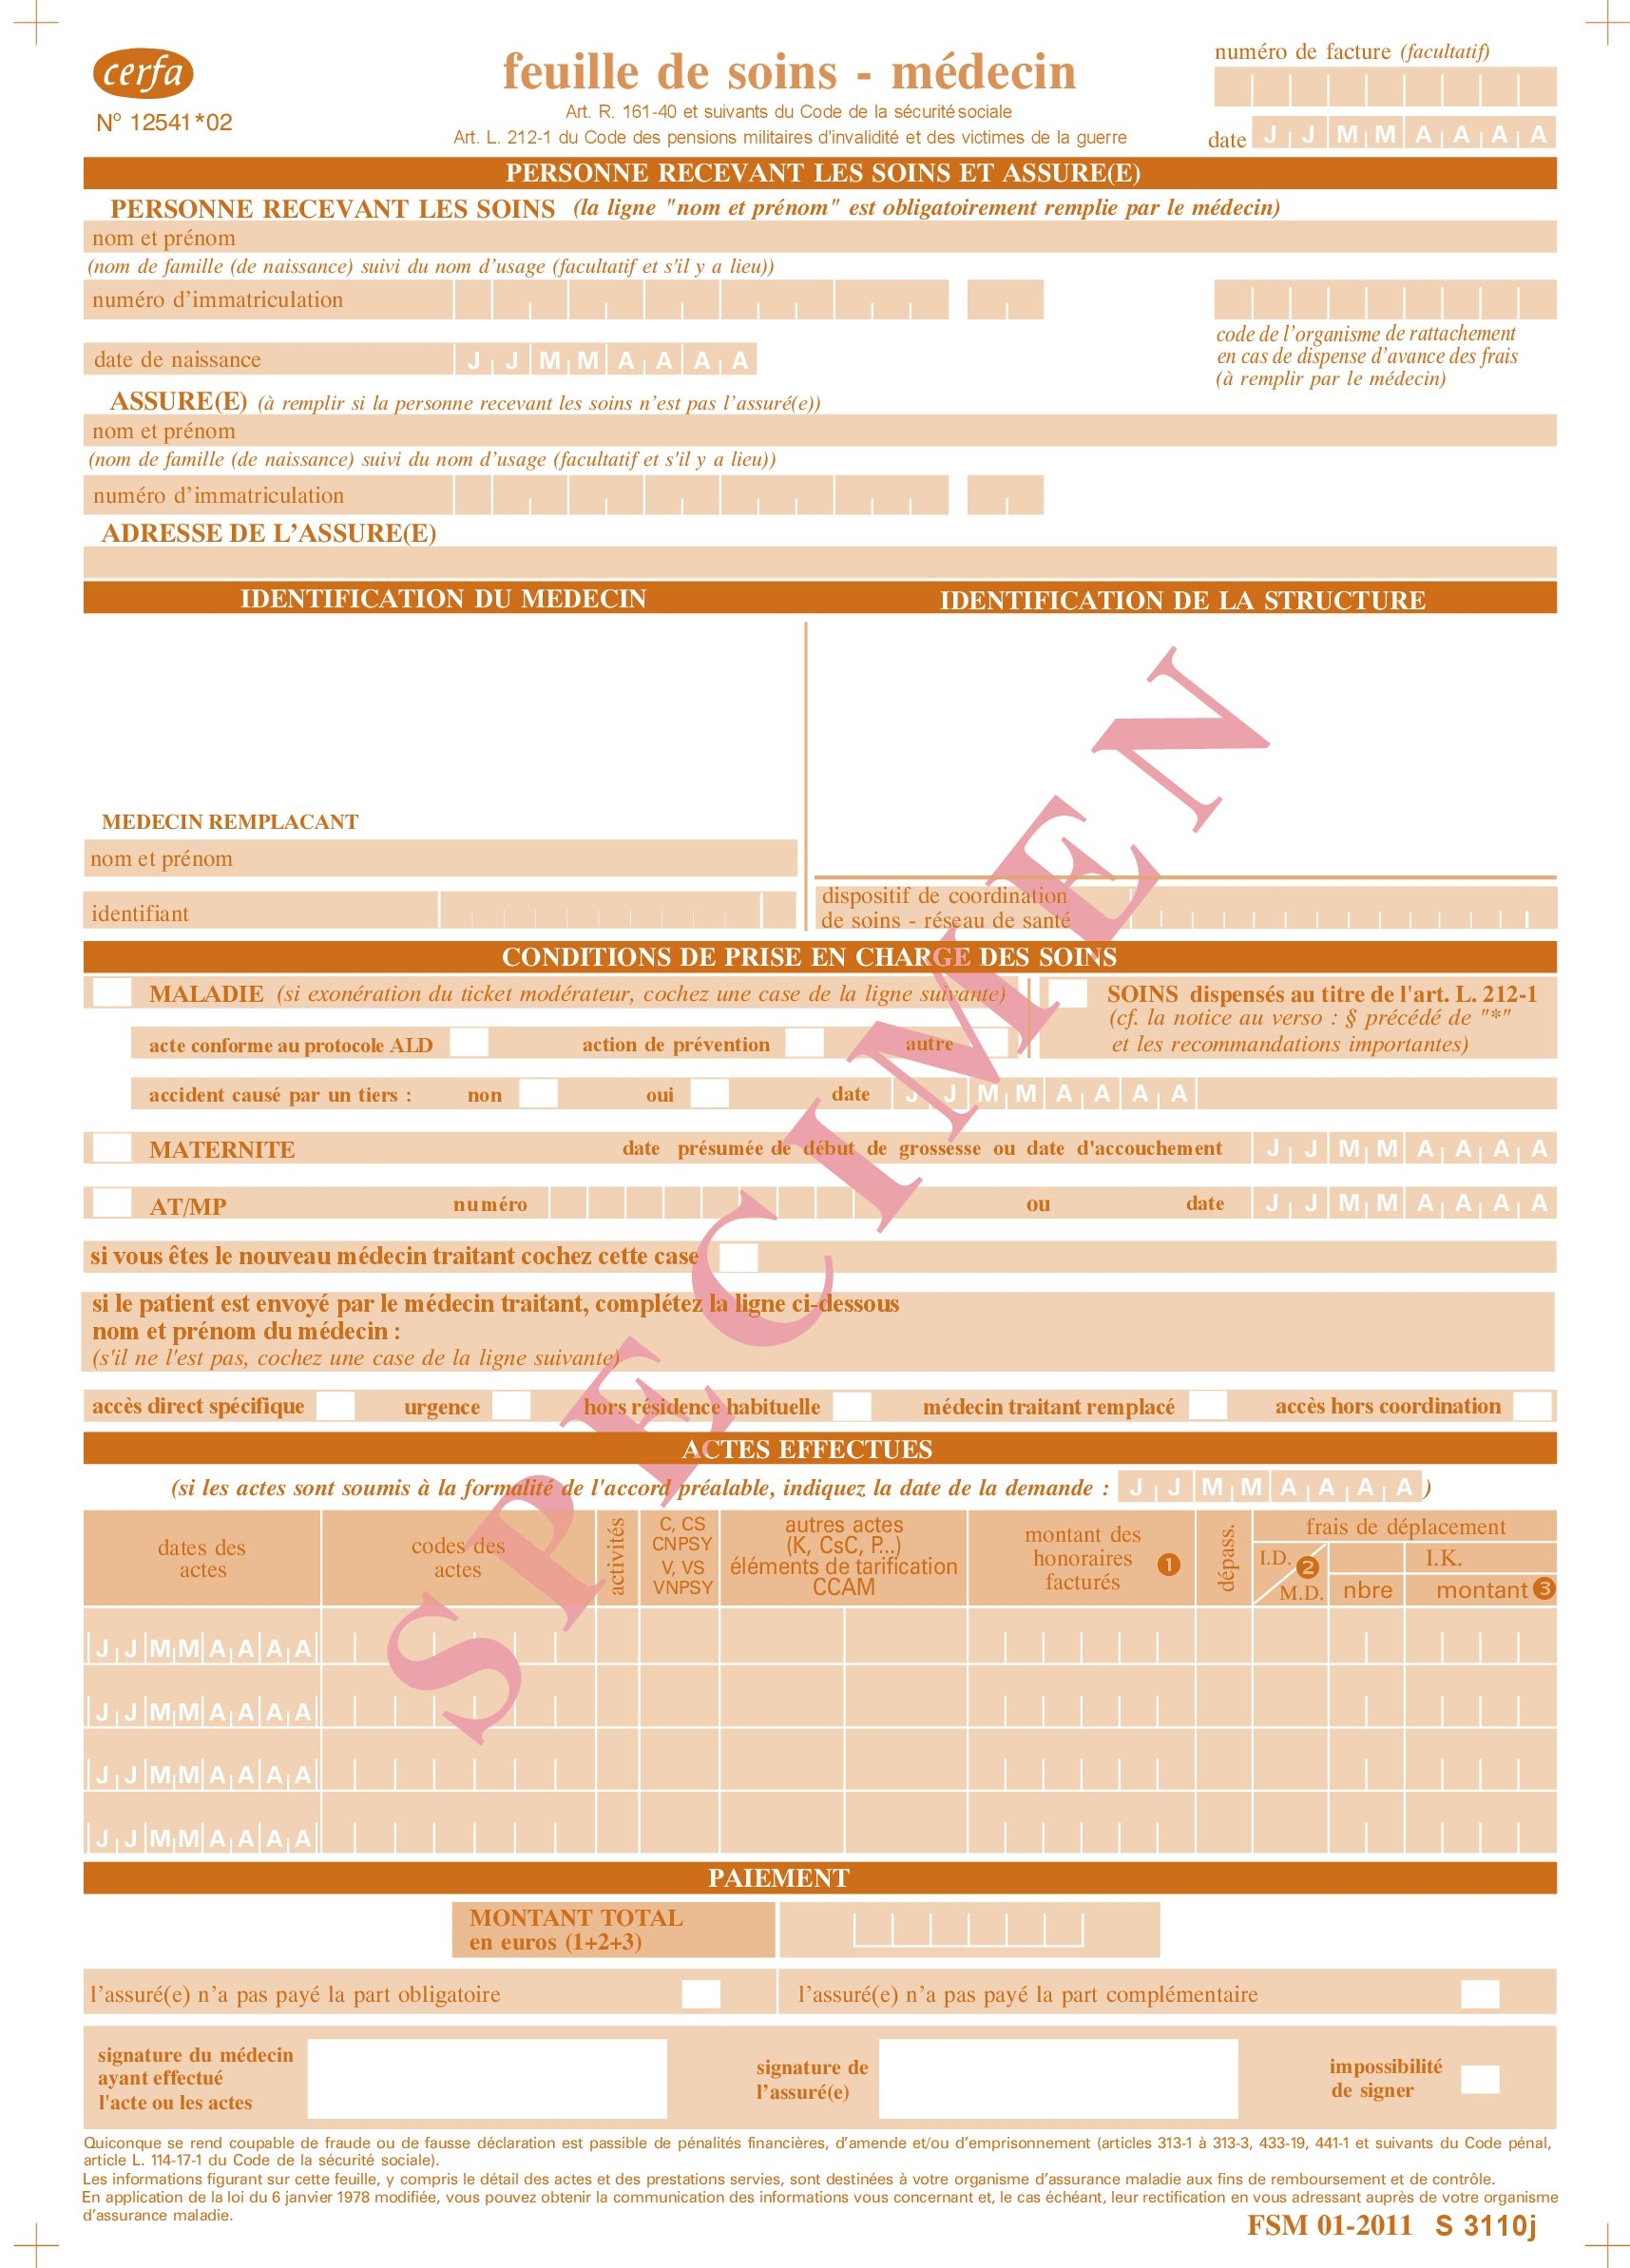 cerfa
N° 12541*02
feuille de soins - médecin
Art. R. 161-40 et suivants du Code de la sécurité sociale
Art. L. 212-1 du Code des pensions militaires d'invalidité et des victimes de la guerre
numéro de facture (facultatif)
date J J M M A A A A
PERSONNE RECEVANT LES SOINS ET ASSURE(E)
PERSONNE RECEVANT LES SOINS (la ligne "nom et prénom" est obligatoirement remplie par le médecin)
nom et prénom
(nom de famille (de naissance) suivi du nom d'usage (facultatif et s'il y a lieu))
numéro d'immatriculation
code de l'organisme de rattachement
en cas de dispense d'avance des frais
(à remplir par le médecin)
date de naissance J J M M A A A A
ASSURE(E) (à remplir si la personne recevant les soins n'est pas l'assuré(e))
nom et prénom
(nom de famille (de naissance) suivi du nom d'usage (facultatif et s'il y a lieu))
numéro d'immatriculation
ADRESSE DE L'ASSURE(E)
IDENTIFICATION DU MEDECIN
IDENTIFICATION DE LA STRUCTURE
MEDECIN REMPLACANT
nom et prénom
identifiant
dispositif de coordination
de soins - réseau de santé
SPECIMEN
CONDITIONS DE PRISE EN CHARGE DES SOINS
MALADIE (si exonération du ticket modérateur, cochez une case de la ligne suivante)
SOINS dispensés au titre de l'art. L. 212-1
(cf. la notice au verso : § précédé de "*"
et les recommandations importantes)
acte conforme au protocole ALD action de prévention autre
accident causé par un tiers : non oui date J J M M A A A A
MATERNITE date présumée de début de grossesse ou date d'accouchement J J M M A A A A
AT/MP numéro ou date J J M M A A A A
si vous êtes le nouveau médecin traitant cochez cette case
si le patient est envoyé par le médecin traitant, complétez la ligne ci-dessous
nom et prénom du médecin :
(s'il ne l'est pas, cochez une case de la ligne suivante)
accès direct spécifique urgence hors résidence habituelle médecin traitant remplacé accès hors coordination
ACTES EFFECTUES
(si les actes sont soumis à la formalité de l'accord préalable, indiquez la date de la demande : J J M M A A A A )
dates des
actes
codes des
actes
activités
C, CS
CNPSY
V, VS
VNPSY
autres actes
(K, CsC, P...)
éléments de tarification
CCAM
montant des
honoraires
facturés
1
dépass.
frais de déplacement
I.D. 2
M.D.
I.K.
nbre montant 3
J J M M A A A A
J J M M A A A A
J J M M A A A A
J J M M A A A A
PAIEMENT
MONTANT TOTAL
en euros (1+2+3)
l'assuré(e) n'a pas payé la part obligatoire
l'assuré(e) n'a pas payé la part complémentaire
signature du médecin
ayant effectué
l'acte ou les actes
signature de
l'assuré(e)
impossibilité
de signer
Quiconque se rend coupable de fraude ou de fausse déclaration est passible de pénalités financières, d'amende et/ou d'emprisonnement (articles 313-1 à 313-3, 433-19, 441-1 et suivants du Code pénal,
article L. 114-17-1 du Code de la sécurité sociale).
Les informations figurant sur cette feuille, y compris le détail des actes et des prestations servies, sont destinées à votre organisme d'assurance maladie aux fins de remboursement et de contrôle.
En application de la loi du 6 janvier 1978 modifiée, vous pouvez obtenir la communication des informations vous concernant et, le cas échéant, leur rectification en vous adressant auprès de votre organisme
d'assurance maladie.
FSM 01-2011 S 3110j